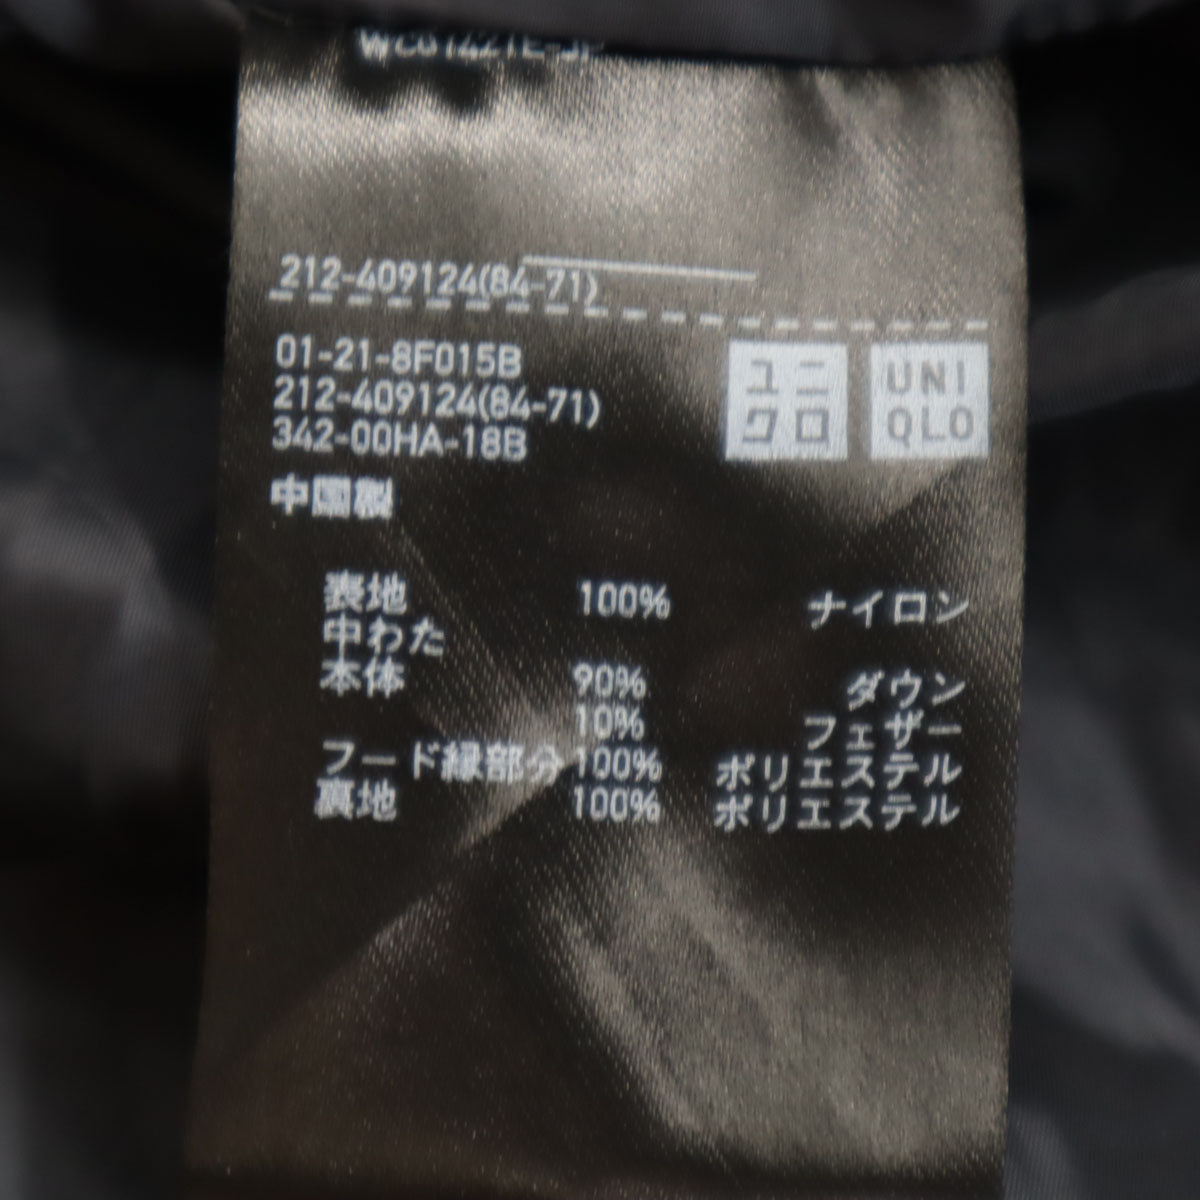 212-409124(84-71)
01-21-8F015B
212-409124(84-71)
342-00HA-18B
ユニ
クロ
UNI
QLO
中国製
表地 100% ナイロン
中わた
本体 90% ダウン
10% フェザー
フード縁部分 100% ポリエステル
裏地 100% ポリエステル